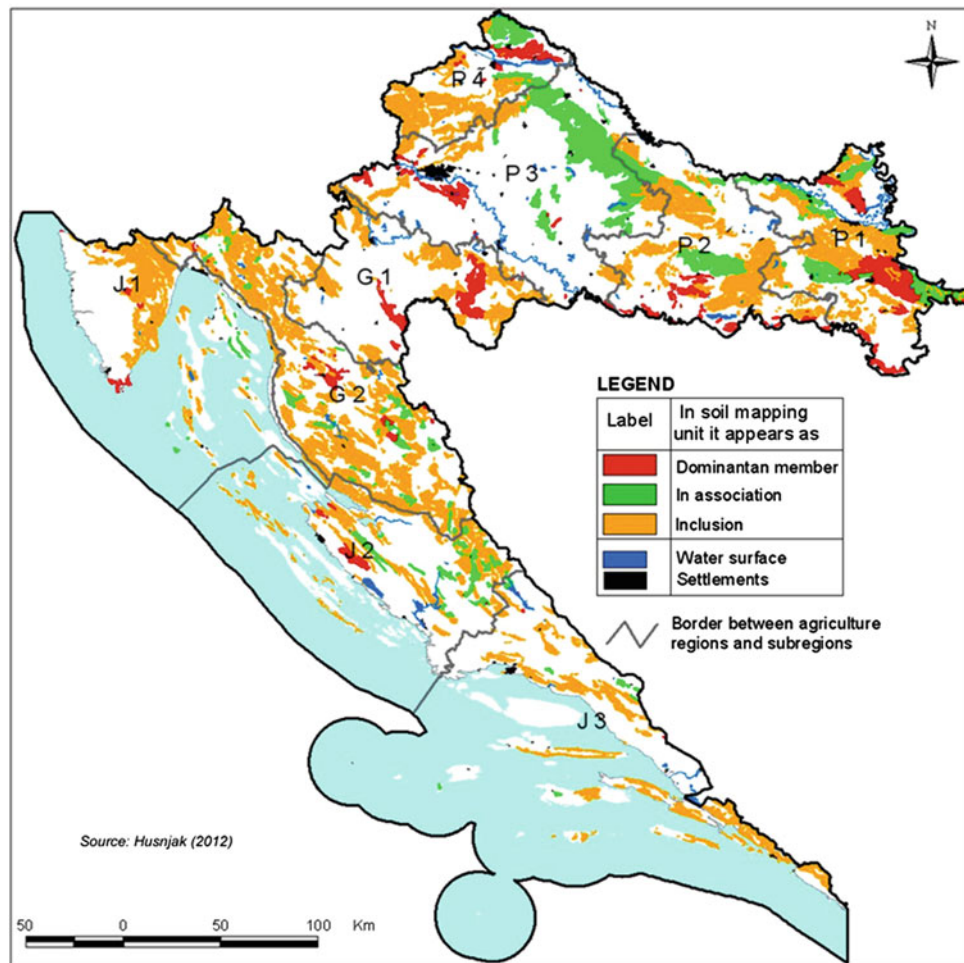 N
P 4
P 3
P 2
P 1
J 1
G 1
G 2
J 2
J 3
LEGEND
Label
In soil mapping
unit it appears as
Dominantan member
In association
Inclusion
Water surface
Settlements
Border between agriculture
regions and subregions
Source: Husnjak (2012)
50 0 50 100 Km